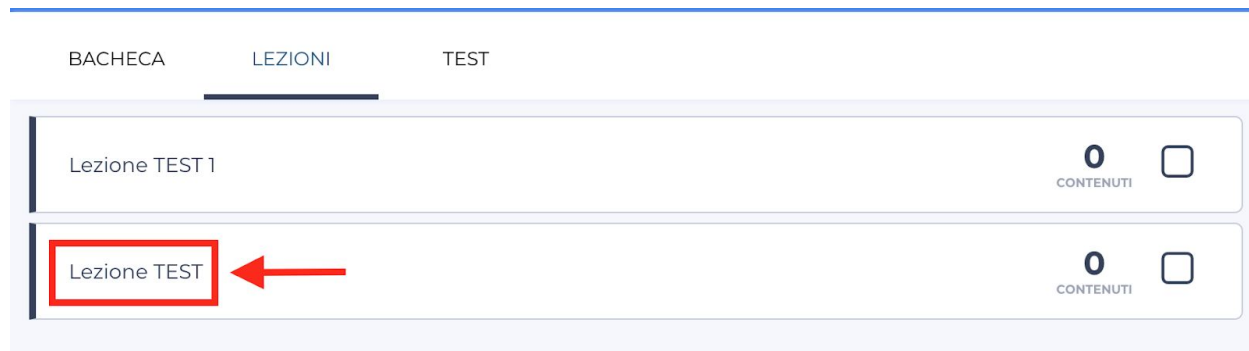 BACHECA LEZIONI TEST
Lezione TEST 1
0
CONTENUTI
Lezione TEST
0
CONTENUTI